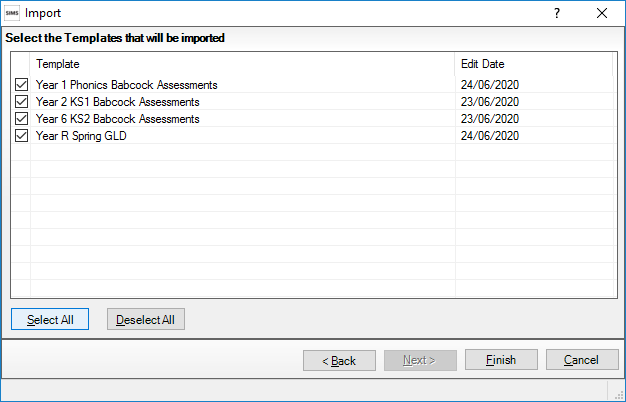 SIMS Import ?
Select the Templates that will be imported
Template Edit Date
Year 1 Phonics Babcock Assessments 24/06/2020
Year 2 KS1 Babcock Assessments 23/06/2020
Year 6 KS2 Babcock Assessments 23/06/2020
Year R Spring GLD 24/06/2020
Select All Deselect All
< Back Next > Finish Cancel